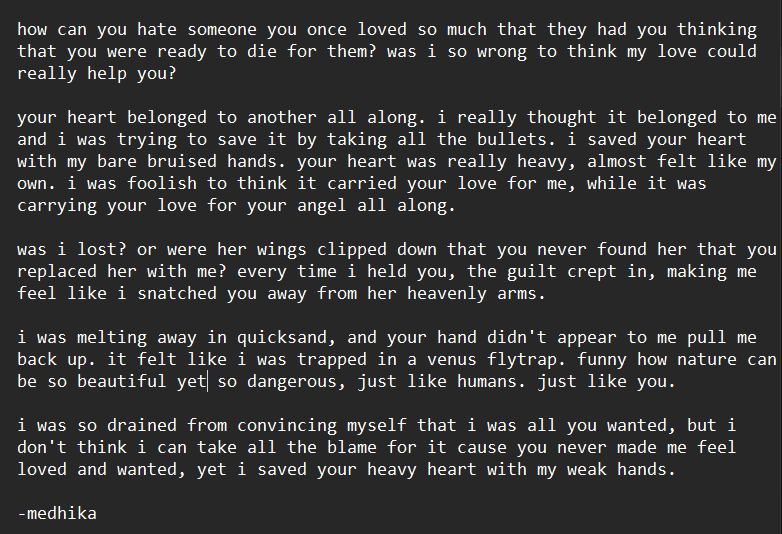 how can you hate someone you once loved so much that they had you thinking
that you were ready to die for them? was i so wrong to think my love could
really help you?

your heart belonged to another all along. i really thought it belonged to me
and i was trying to save it by taking all the bullets. i saved your heart
with my bare bruised hands. your heart was really heavy, almost felt like my
own. i was foolish to think it carried your love for me, while it was
carrying your love for your angel all along.

was i lost? or were her wings clipped down that you never found her that you
replaced her with me? every time i held you, the guilt crept in, making me
feel like i snatched you away from her heavenly arms.

i was melting away in quicksand, and your hand didn't appear to me pull me
back up. it felt like i was trapped in a venus flytrap. funny how nature can
be so beautiful yet so dangerous, just like humans. just like you.

i was so drained from convincing myself that i was all you wanted, but i
don't think i can take all the blame for it cause you never made me feel
loved and wanted, yet i saved your heavy heart with my weak hands.

-medhika